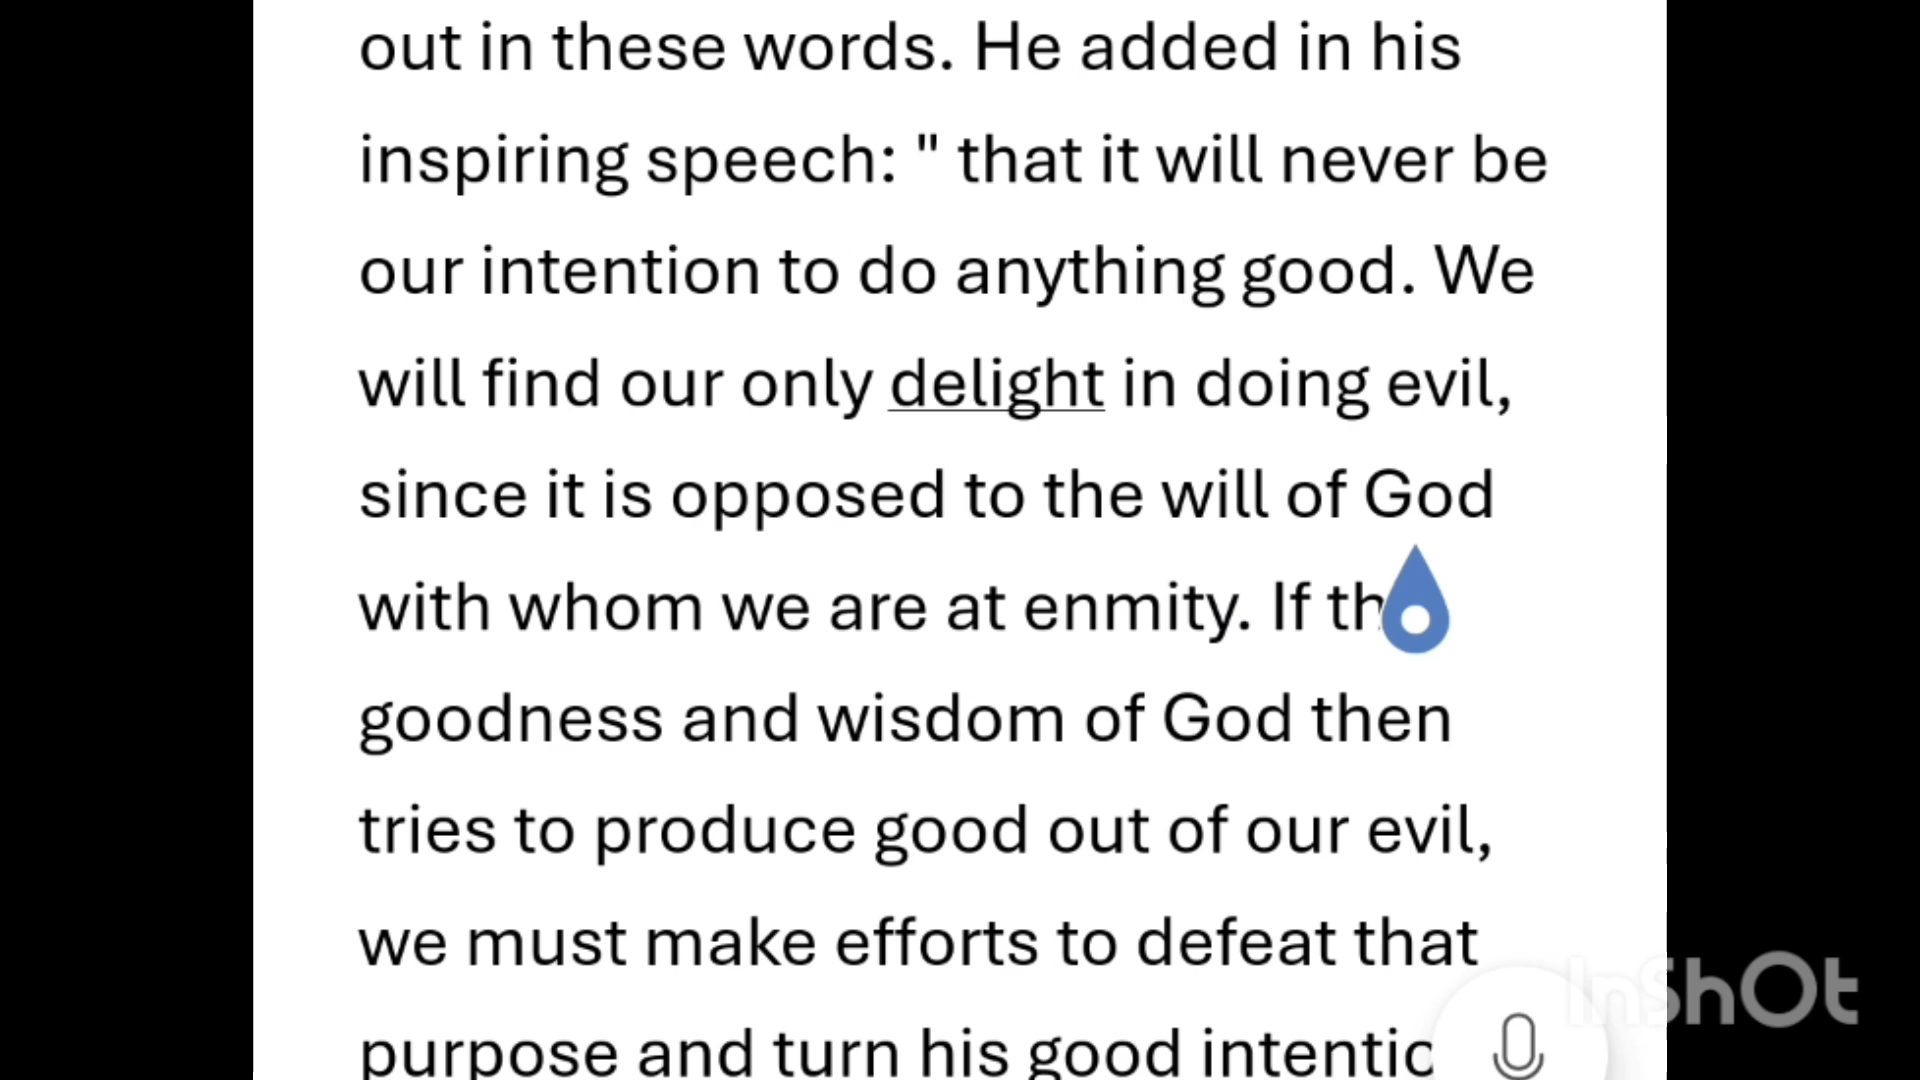 out in these words. He added in his
inspiring speech: " that it will never be
our intention to do anything good. We
will find our only delight in doing evil,
since it is opposed to the will of God
with whom we are at enmity. If
goodness and wisdom of God then
tries to produce good out of our evil,
we must make efforts to defeat that
purpose and turn his good
InShOt